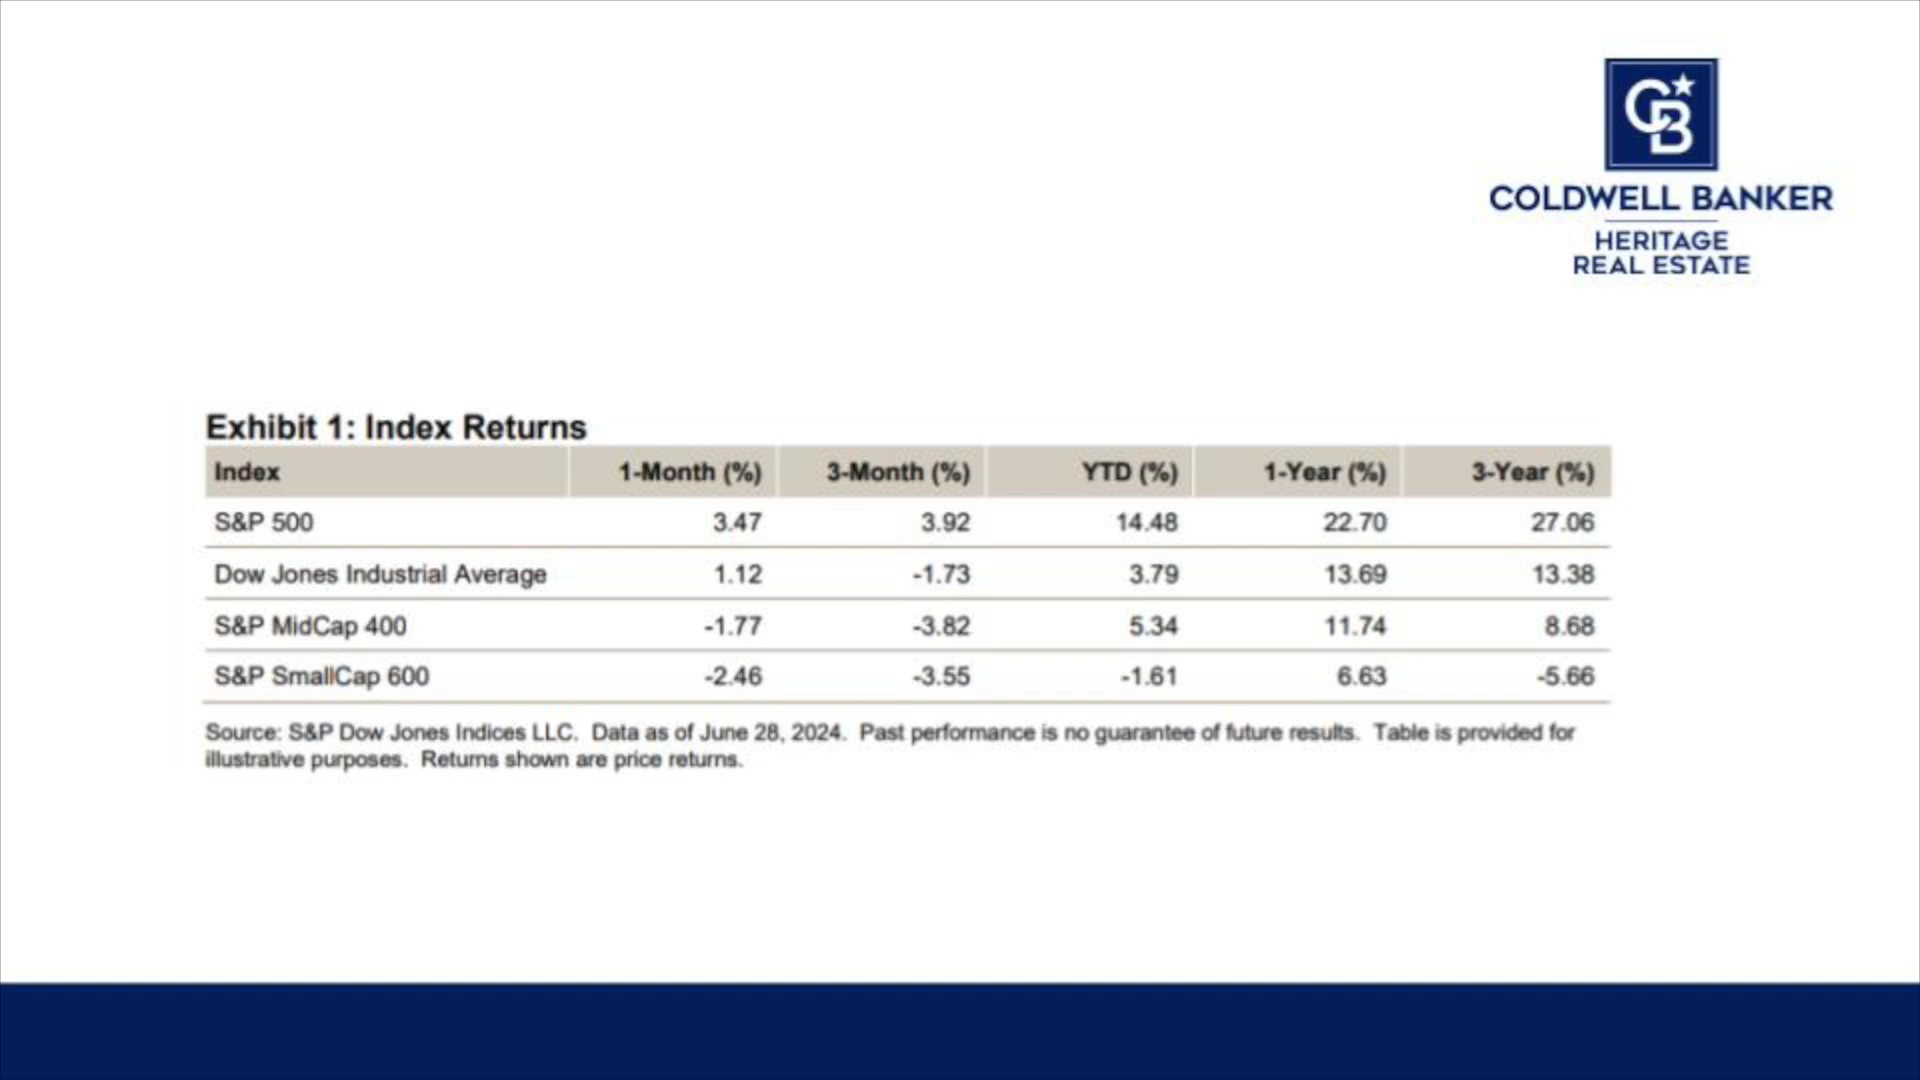 CB
COLDWELL BANKER
HERITAGE
REAL ESTATE
Exhibit 1: Index Returns
Index 1-Month (%) 3-Month (%) YTD (%) 1-Year (%) 3-Year (%)
S&P 500 3.47 3.92 14.48 22.70 27.06
Dow Jones Industrial Average 1.12 -1.73 3.79 13.69 13.38
S&P MidCap 400 -1.77 -3.82 5.34 11.74 8.68
S&P SmallCap 600 -2.46 -3.55 -1.61 6.63 -5.66
Source: S&P Dow Jones Indices LLC. Data as of June 28, 2024. Past performance is no guarantee of future results. Table is provided for
illustrative purposes. Returns shown are price returns.